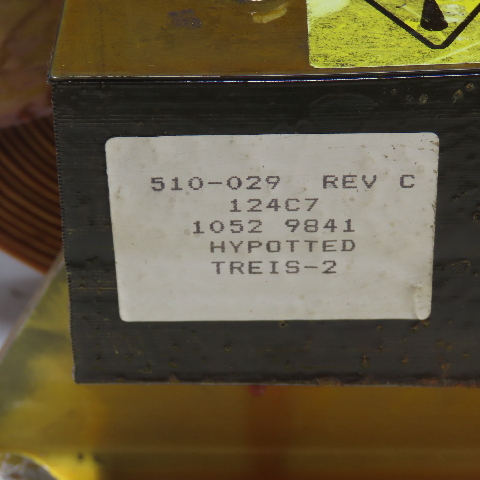 510-029 REV C
124C7
1052 9841
HYPOTTED
TREIS-2